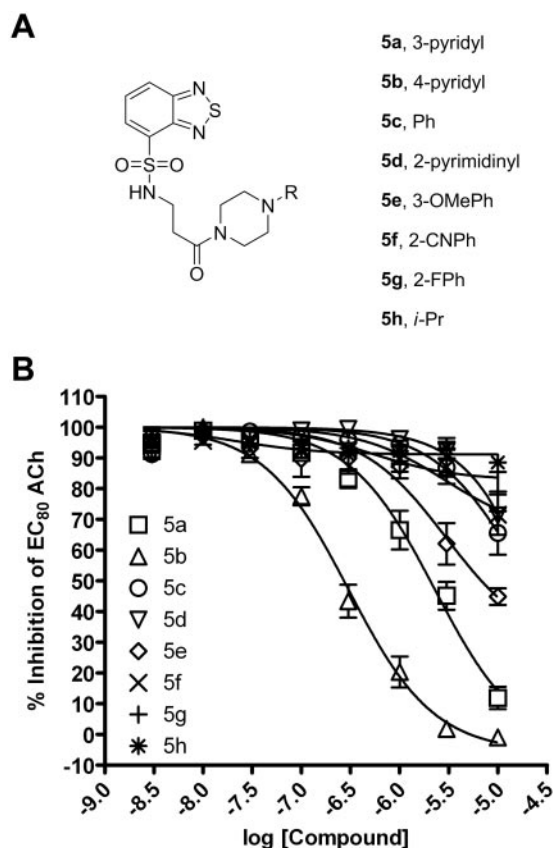 A
5a, 3-pyridyl
5b, 4-pyridyl
5c, Ph
5d, 2-pyrimidinyl
5e, 3-OMePh
5f, 2-CNPh
5g, 2-FPh
5h, i-Pr
N
S
N
O=S=O
HN
N-R
N
O
B
% Inhibition of EC80 ACh
110
100
90
80
70
60
50
40
30
20
10
0
-10
5a
5b
5c
5d
5e
5f
5g
5h
-9.0 -8.5 -8.0 -7.5 -7.0 -6.5 -6.0 -5.5 -5.0 -4.5
log [Compound]